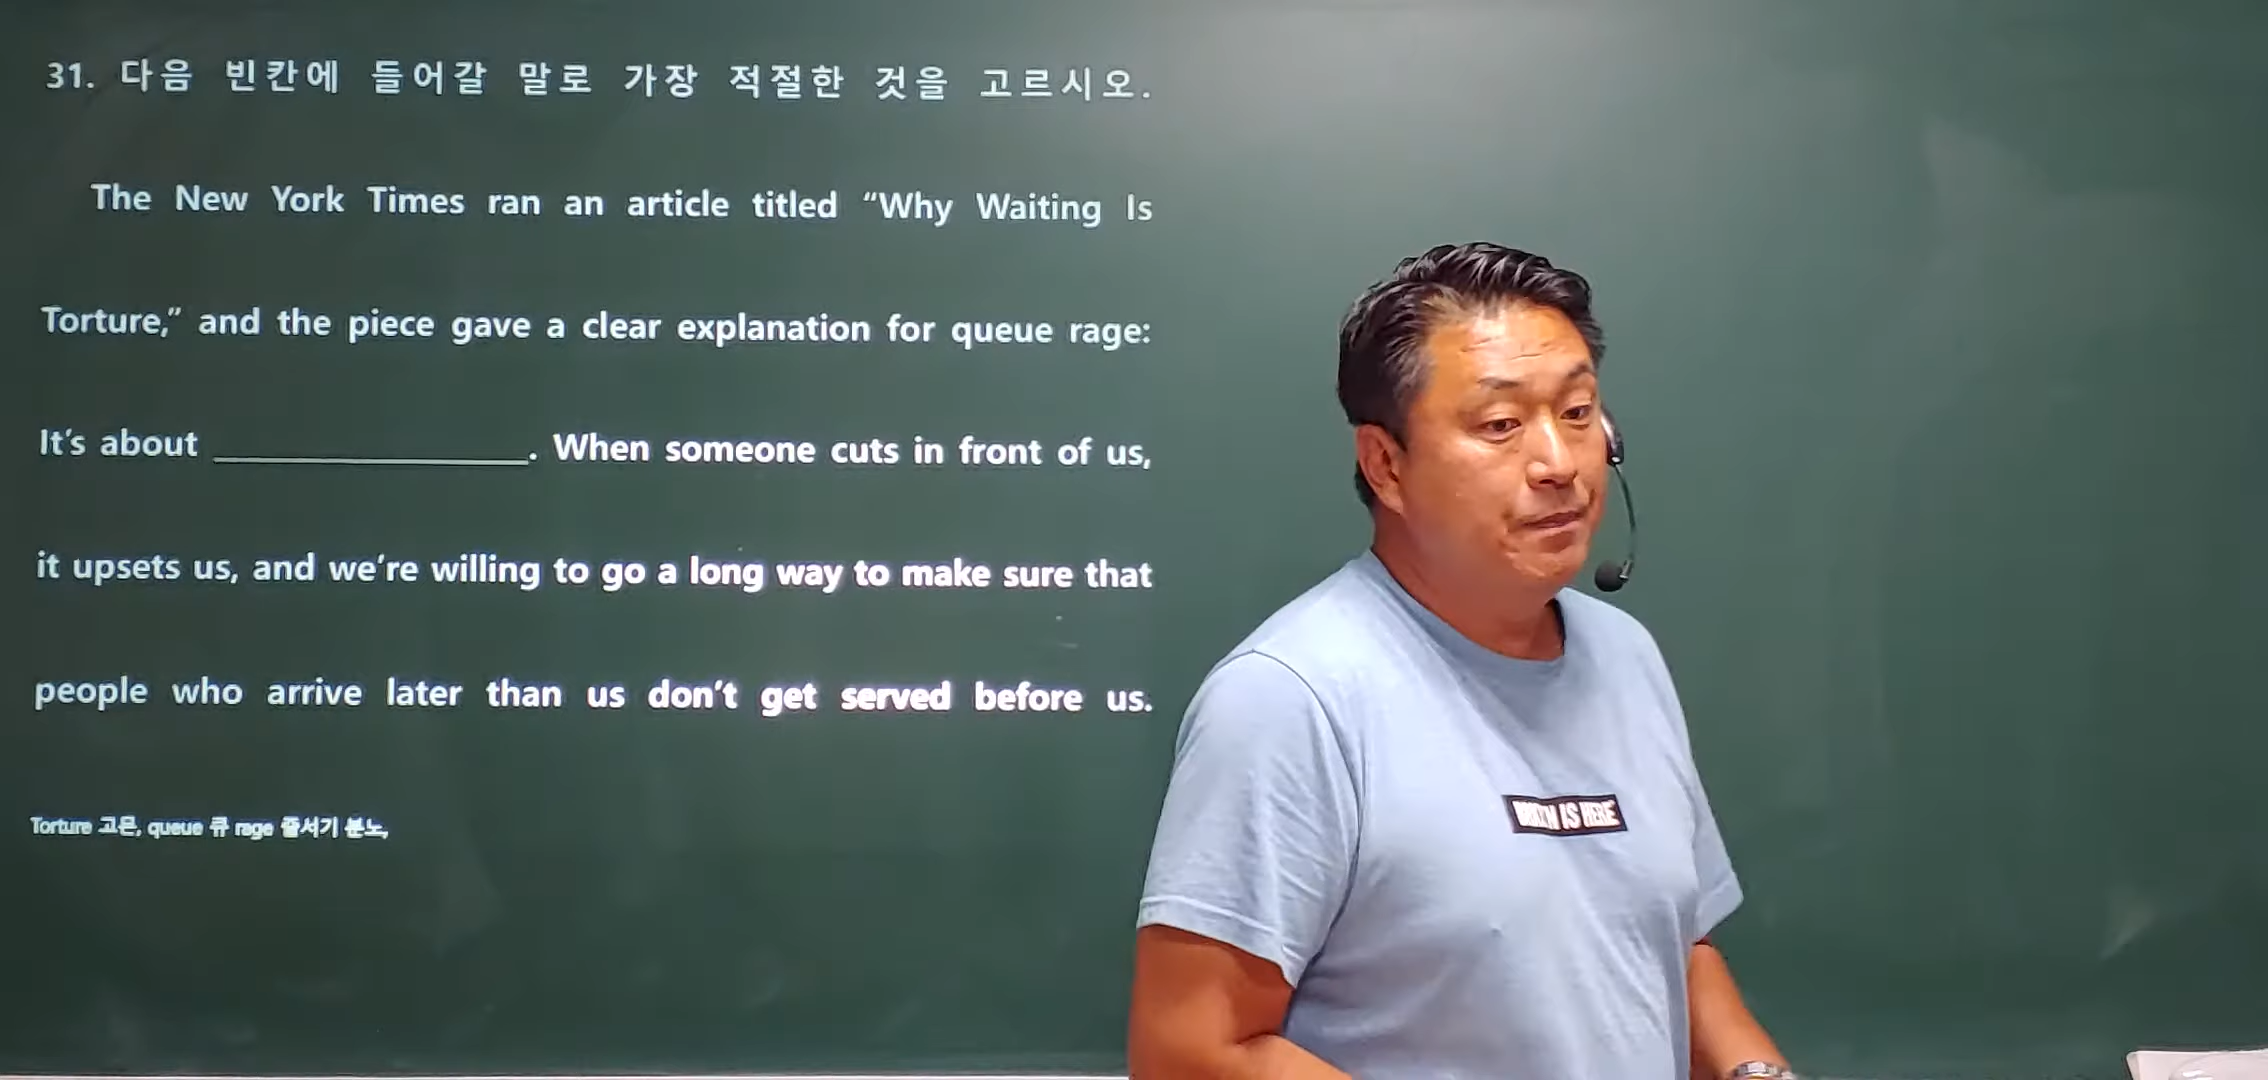 31. 다음 빈칸에 들어갈 말로 가장 적절한 것을 고르시오.
The New York Times ran an article titled “Why Waiting Is
Torture,” and the piece gave a clear explanation for queue rage:
It’s about ________________. When someone cuts in front of us,
it upsets us, and we’re willing to go a long way to make sure that
people who arrive later than us don’t get served before us.
Torture 고문, queue 큐 rage 줄서기 분노,
IS HERE